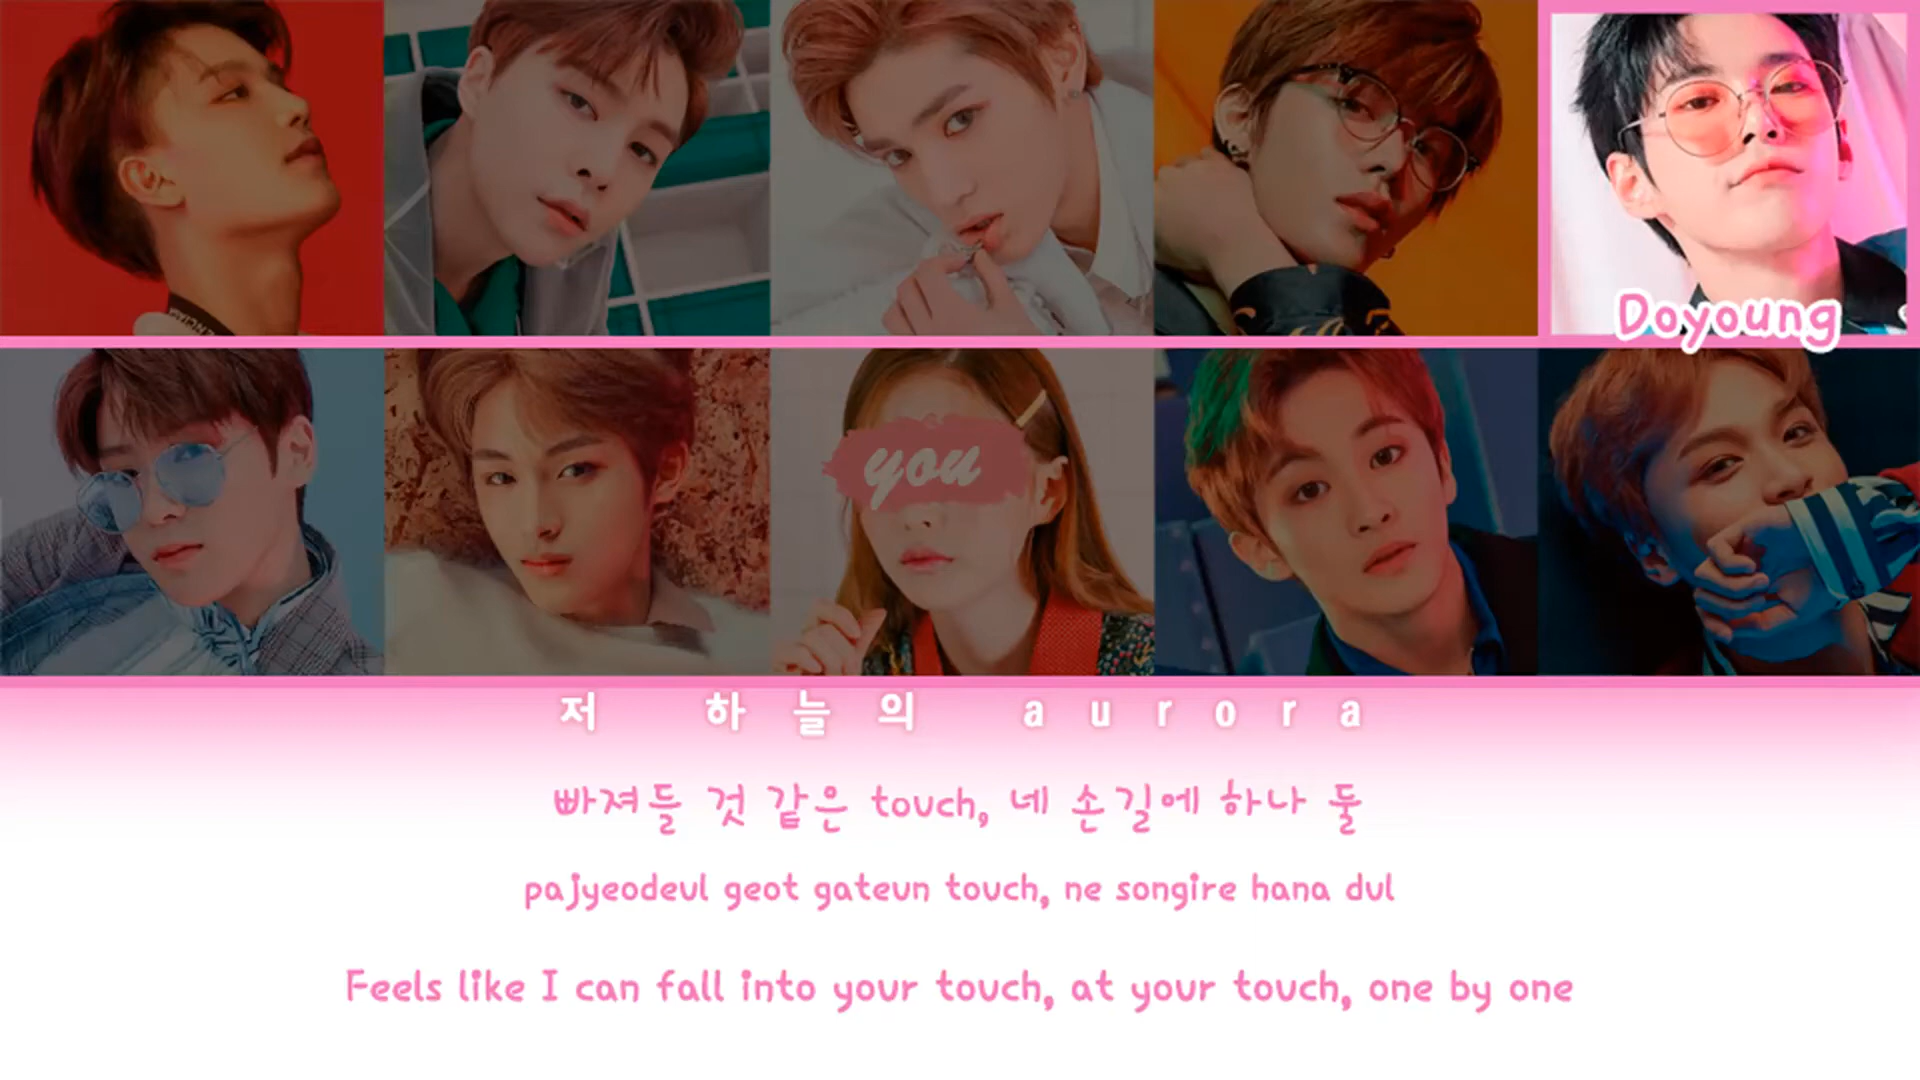 Doyoung
you
저 하늘의 aurora
빠져들 것 같은 touch, 네 손길에 하나 둘
pajyeodeul geot gateun touch, ne songire hana dul
Feels like I can fall into your touch, at your touch, one by one